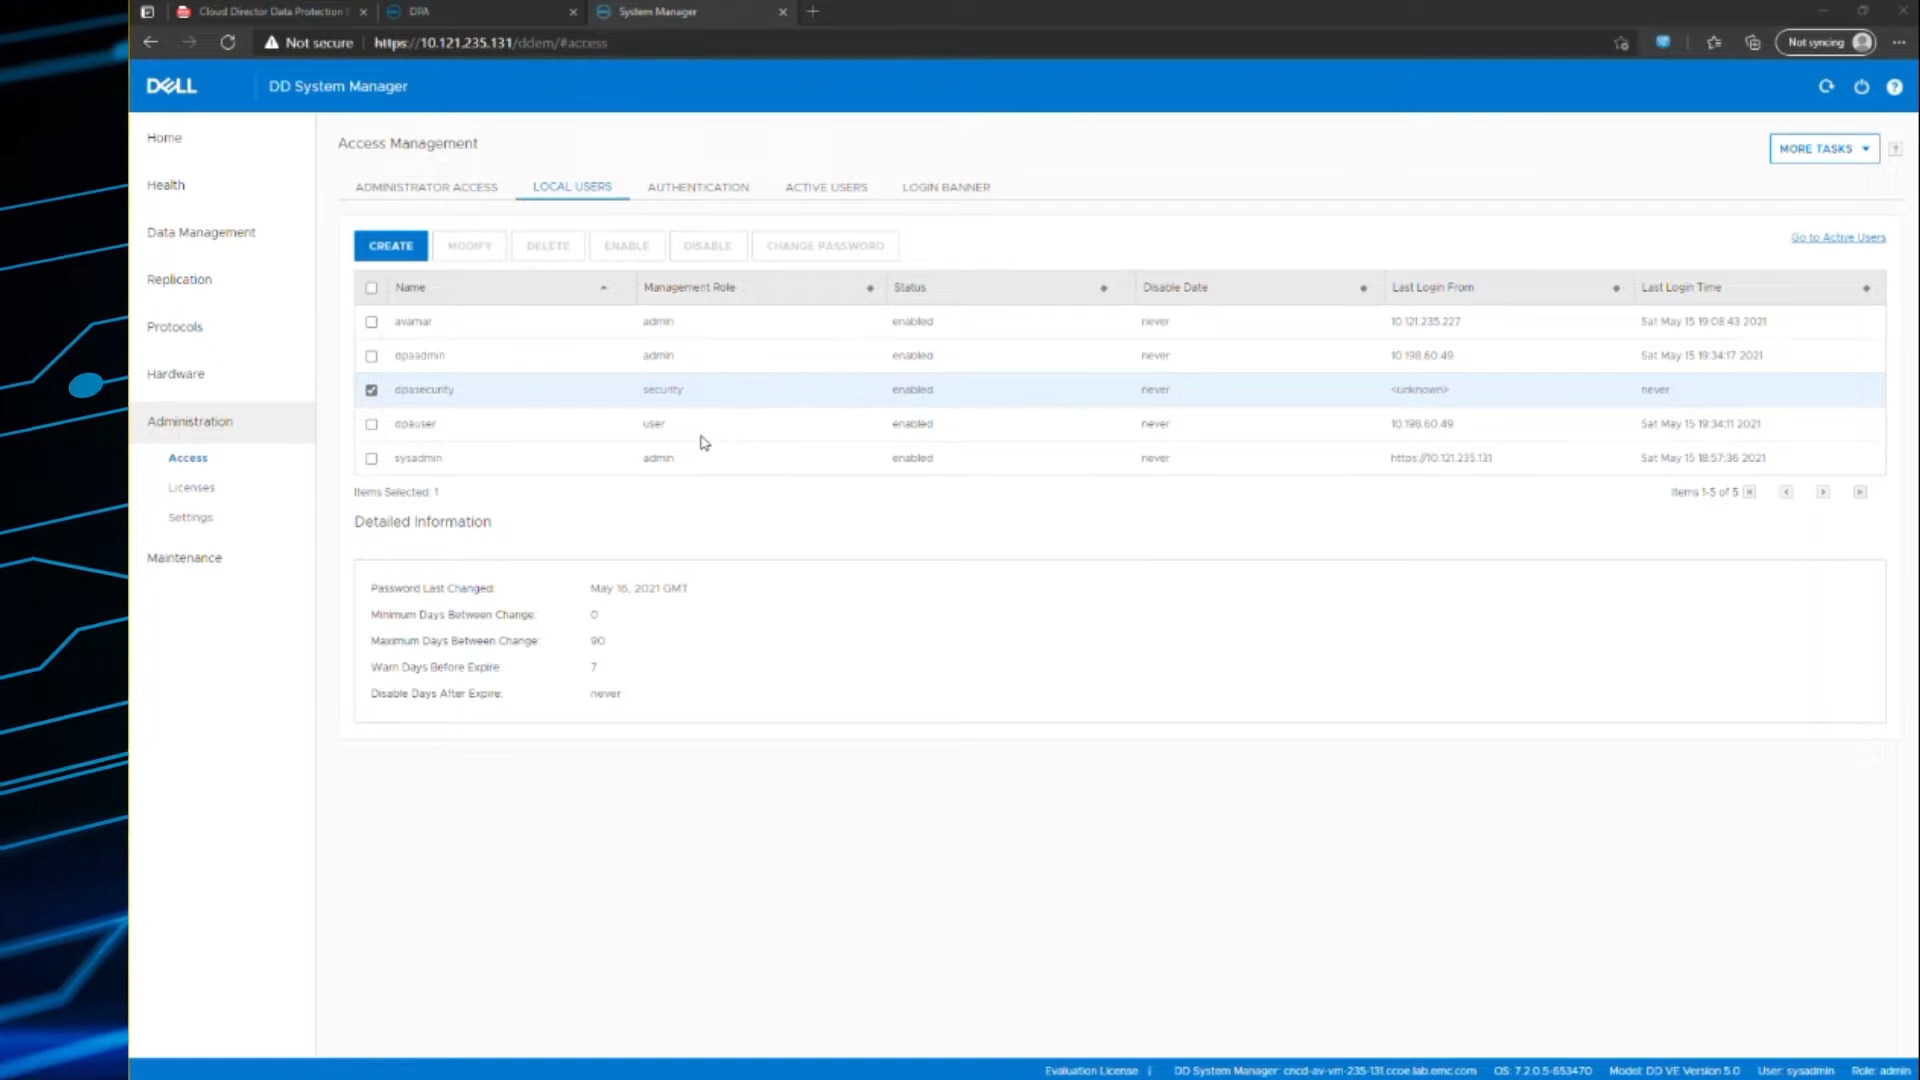 Cloud Director Data Protection
DPA
System Manager
Not secure
https://10.121.235.131/ddem/#access
Not syncing
DELL
DD System Manager
Home
Health
Data Management
Replication
Protocols
Hardware
Administration
Access
Licenses
Settings
Maintenance
Access Management
MORE TASKS
?
ADMINISTRATOR ACCESS
LOCAL USERS
AUTHENTICATION
ACTIVE USERS
LOGIN BANNER
CREATE
MODIFY
DELETE
ENABLE
DISABLE
CHANGE PASSWORD
Go to Active Users
Name Management Role Status Disable Date Last Login From Last Login Time
avamar admin enabled never 10.121.235.227 Sat May 15 19:08:43 2021
dpaadmin admin enabled never 10.198.60.49 Sat May 15 19:34:17 2021
dpasecurity security enabled never <unknown> never
dpauser user enabled never 10.198.60.49 Sat May 15 19:34:11 2021
sysadmin admin enabled never https://10.121.235.131 Sat May 15 18:57:36 2021
Items Selected: 1
Items 1-5 of 5
Detailed Information
Password Last Changed: May 16, 2021 GMT
Minimum Days Between Change: 0
Maximum Days Between Change: 90
Warn Days Before Expire: 7
Disable Days After Expire: never
Evaluation License
DD System Manager: cncd-av-vm-235-131.ccoe.lab.emc.com
OS: 7.2.0.5-653470
Model: DD VE Version 5.0
User: sysadmin
Role: admin